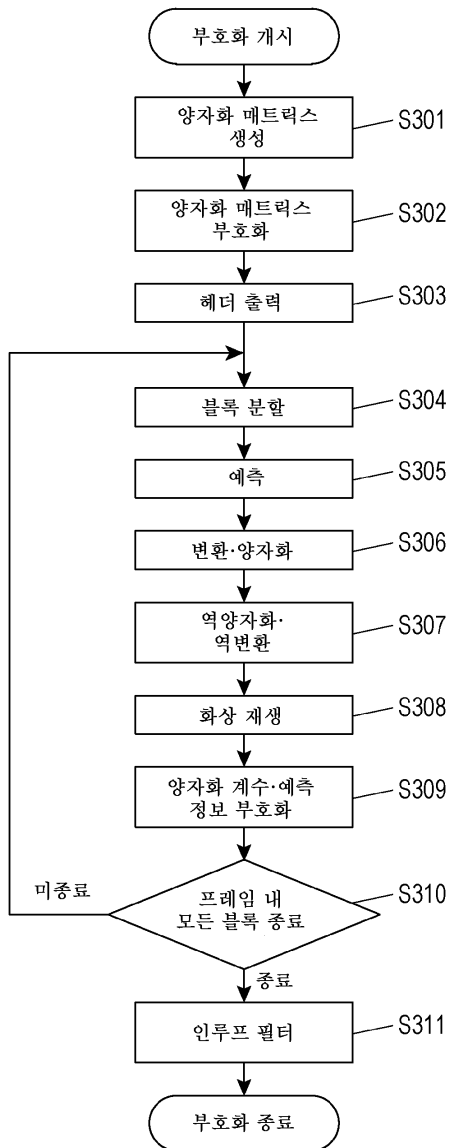 부호화 개시
양자화 매트릭스
생성
S301
양자화 매트릭스
부호화
S302
헤더 출력
S303
블록 분할
S304
예측
S305
변환·양자화
S306
역양자화·
역변환
S307
화상 재생
S308
양자화 계수·예측
정보 부호화
S309
미종료
프레임 내
모든 블록 종료
S310
종료
인루프 필터
S311
부호화 종료